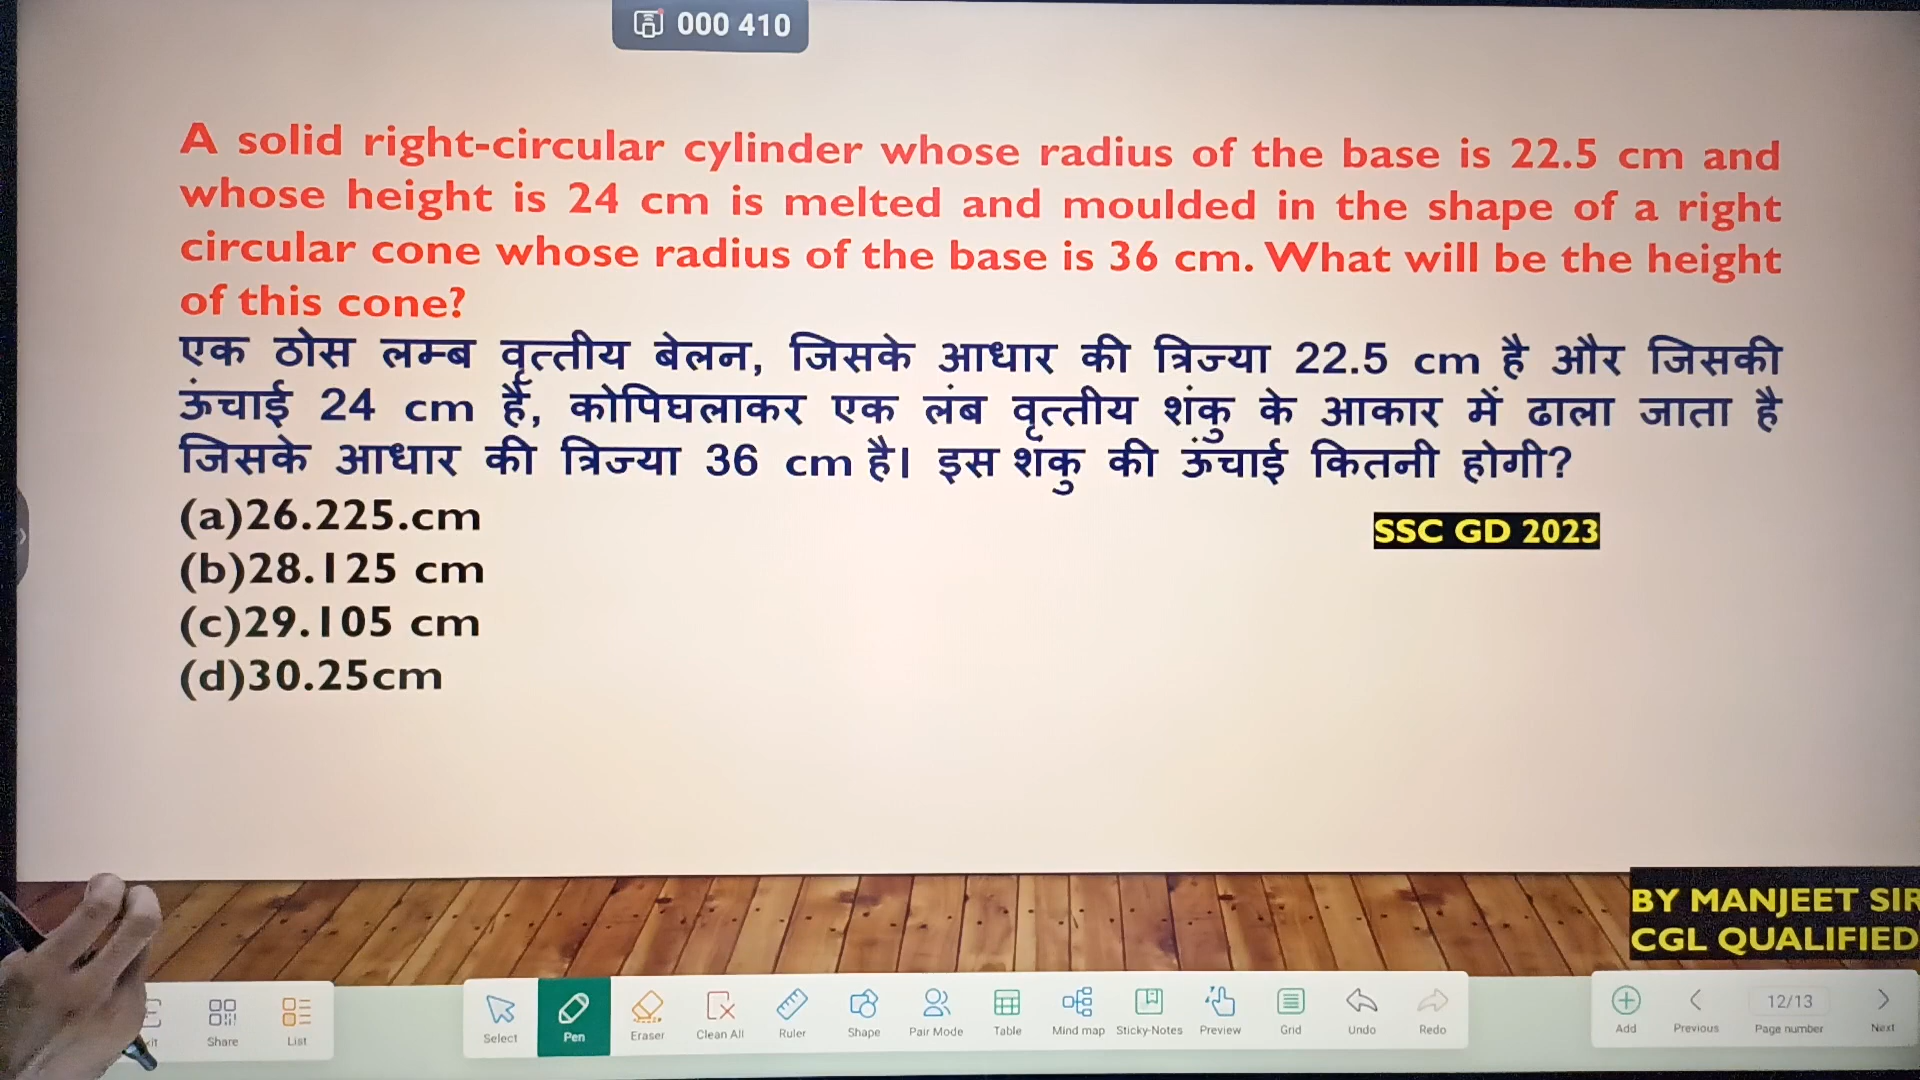 000 410
A solid right-circular cylinder whose radius of the base is 22.5 cm and
whose height is 24 cm is melted and moulded in the shape of a right
circular cone whose radius of the base is 36 cm. What will be the height
of this cone?
एक ठोस लम्ब वृत्तीय बेलन, जिसके आधार की त्रिज्या 22.5 cm है और जिसकी
ऊंचाई 24 cm है, कोपिघलाकर एक लंब वृत्तीय शंकु के आकार में ढाला जाता है
जिसके आधार की त्रिज्या 36 cm है। इस शंकु की ऊंचाई कितनी होगी?
(a)26.225.cm
SSC GD 2023
(b)28.125 cm
(c)29.105 cm
(d)30.25cm
BY MANJEET SIR
CGL QUALIFIED
Share List Select Pen Eraser Clean All Ruler Shape Pair Mode Table Mind map Sticky-Notes Preview Grid Undo Redo Add Previous 12/13 Page number Next